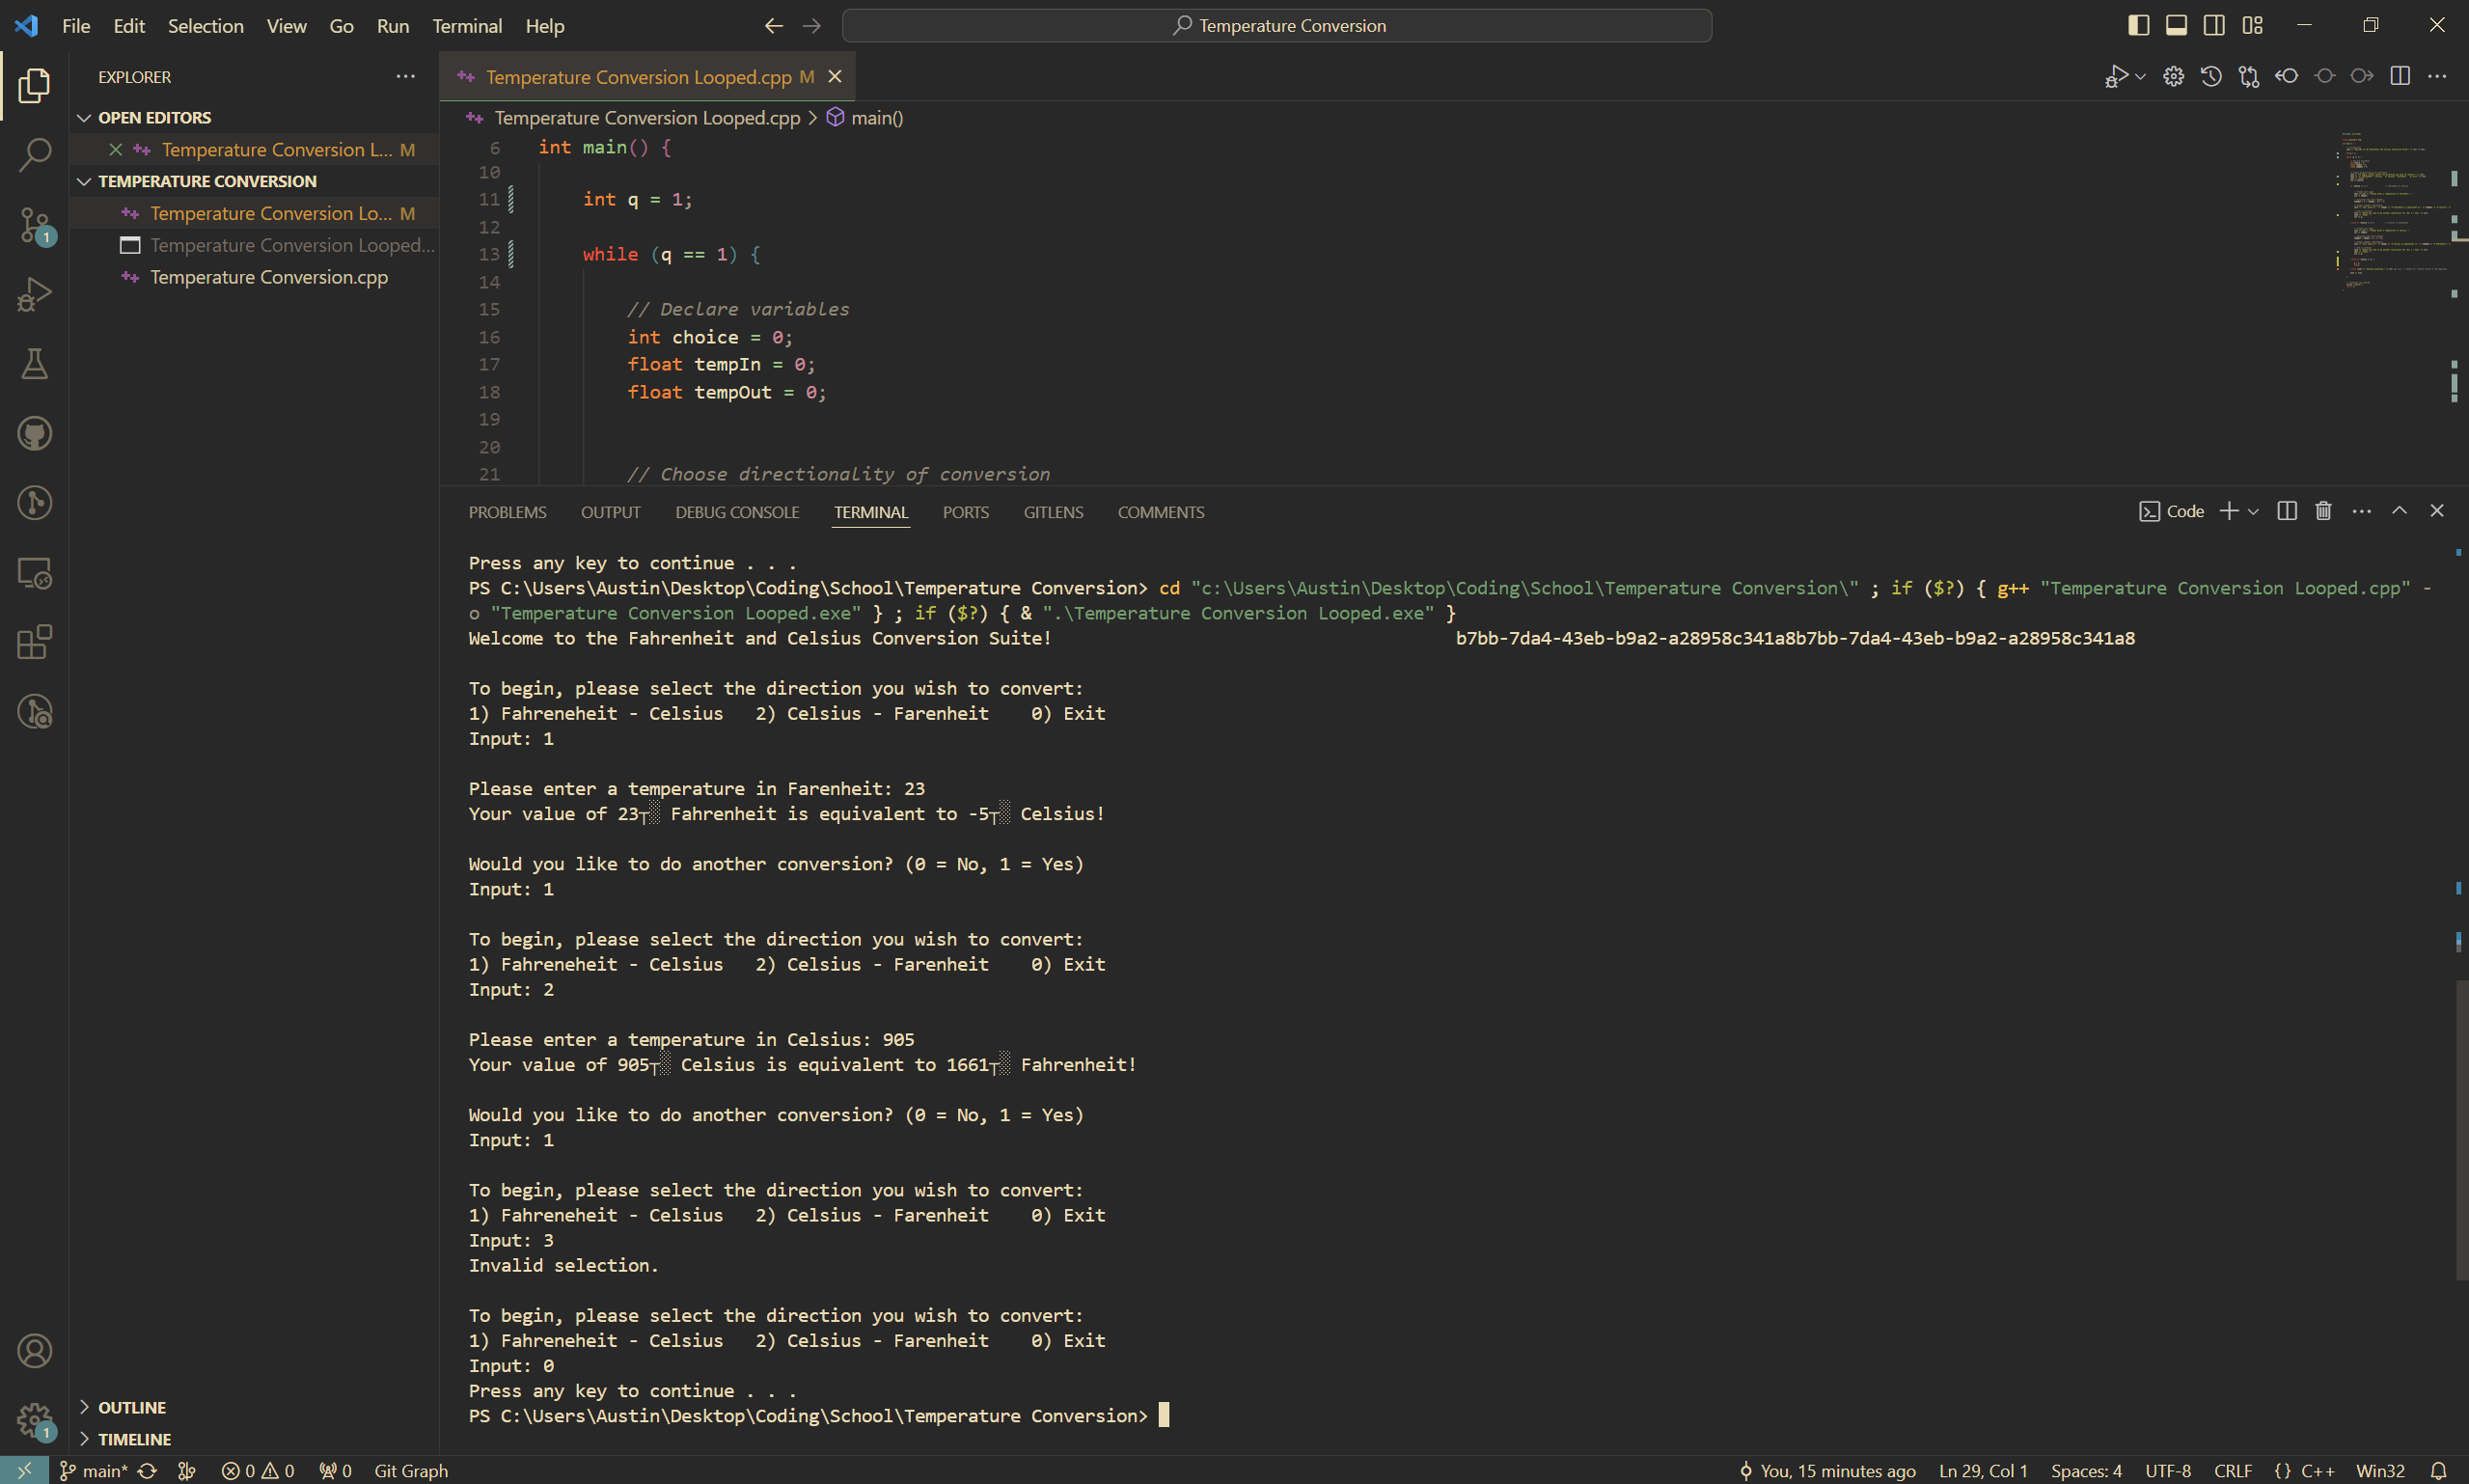 File Edit Selection View Go Run Terminal Help
Temperature Conversion
EXPLORER
OPEN EDITORS
Temperature Conversion L... M
TEMPERATURE CONVERSION
Temperature Conversion Lo... M
Temperature Conversion Looped...
Temperature Conversion.cpp
OUTLINE
TIMELINE
Temperature Conversion Looped.cpp M
Temperature Conversion Looped.cpp > main()
6 int main() {
10
11 int q = 1;
12
13 while (q == 1) {
14
15 // Declare variables
16 int choice = 0;
17 float tempIn = 0;
18 float tempOut = 0;
19
20
21 // Choose directionality of conversion
PROBLEMS OUTPUT DEBUG CONSOLE TERMINAL PORTS GITLENS COMMENTS
Code
Press any key to continue . . .
PS C:\Users\Austin\Desktop\Coding\School\Temperature Conversion> cd "c:\Users\Austin\Desktop\Coding\School\Temperature Conversion\" ; if ($?) { g++ "Temperature Conversion Looped.cpp" -
o "Temperature Conversion Looped.exe" } ; if ($?) { & ".\Temperature Conversion Looped.exe" }
Welcome to the Fahrenheit and Celsius Conversion Suite! b7bb-7da4-43eb-b9a2-a28958c341a8b7bb-7da4-43eb-b9a2-a28958c341a8
To begin, please select the direction you wish to convert:
1) Fahreneheit - Celsius 2) Celsius - Farenheit 0) Exit
Input: 1
Please enter a temperature in Farenheit: 23
Your value of 23┬░ Fahrenheit is equivalent to -5┬░ Celsius!
Would you like to do another conversion? (0 = No, 1 = Yes)
Input: 1
To begin, please select the direction you wish to convert:
1) Fahreneheit - Celsius 2) Celsius - Farenheit 0) Exit
Input: 2
Please enter a temperature in Celsius: 905
Your value of 905┬░ Celsius is equivalent to 1661┬░ Fahrenheit!
Would you like to do another conversion? (0 = No, 1 = Yes)
Input: 1
To begin, please select the direction you wish to convert:
1) Fahreneheit - Celsius 2) Celsius - Farenheit 0) Exit
Input: 3
Invalid selection.
To begin, please select the direction you wish to convert:
1) Fahreneheit - Celsius 2) Celsius - Farenheit 0) Exit
Input: 0
Press any key to continue . . .
PS C:\Users\Austin\Desktop\Coding\School\Temperature Conversion>
1
1
main* 0 0 0 Git Graph You, 15 minutes ago Ln 29, Col 1 Spaces: 4 UTF-8 CRLF {} C++ Win32